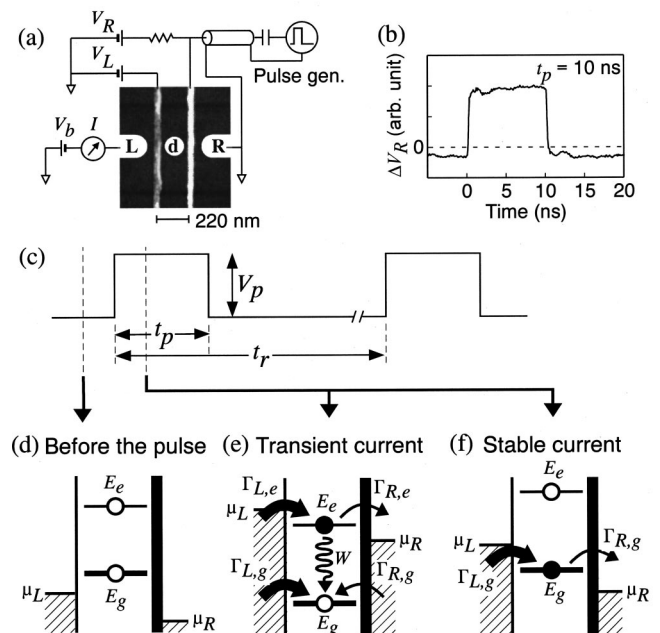 (a)
V_R
V_L
Pulse gen.
V_b
I
L
d
R
220 nm
(b)
t_p = 10 ns
ΔV_R (arb. unit)
0
-5 0 5 10 15 20
Time (ns)
(c)
V_p
t_p
t_r
(d) Before the pulse
E_e
E_g
μ_L
μ_R
(e) Transient current
Γ_L,e
E_e
Γ_R,e
μ_L
μ_R
W
Γ_L,g
Γ_R,g
E_g
(f) Stable current
E_e
μ_L
Γ_R,g
Γ_L,g
E_g
μ_R